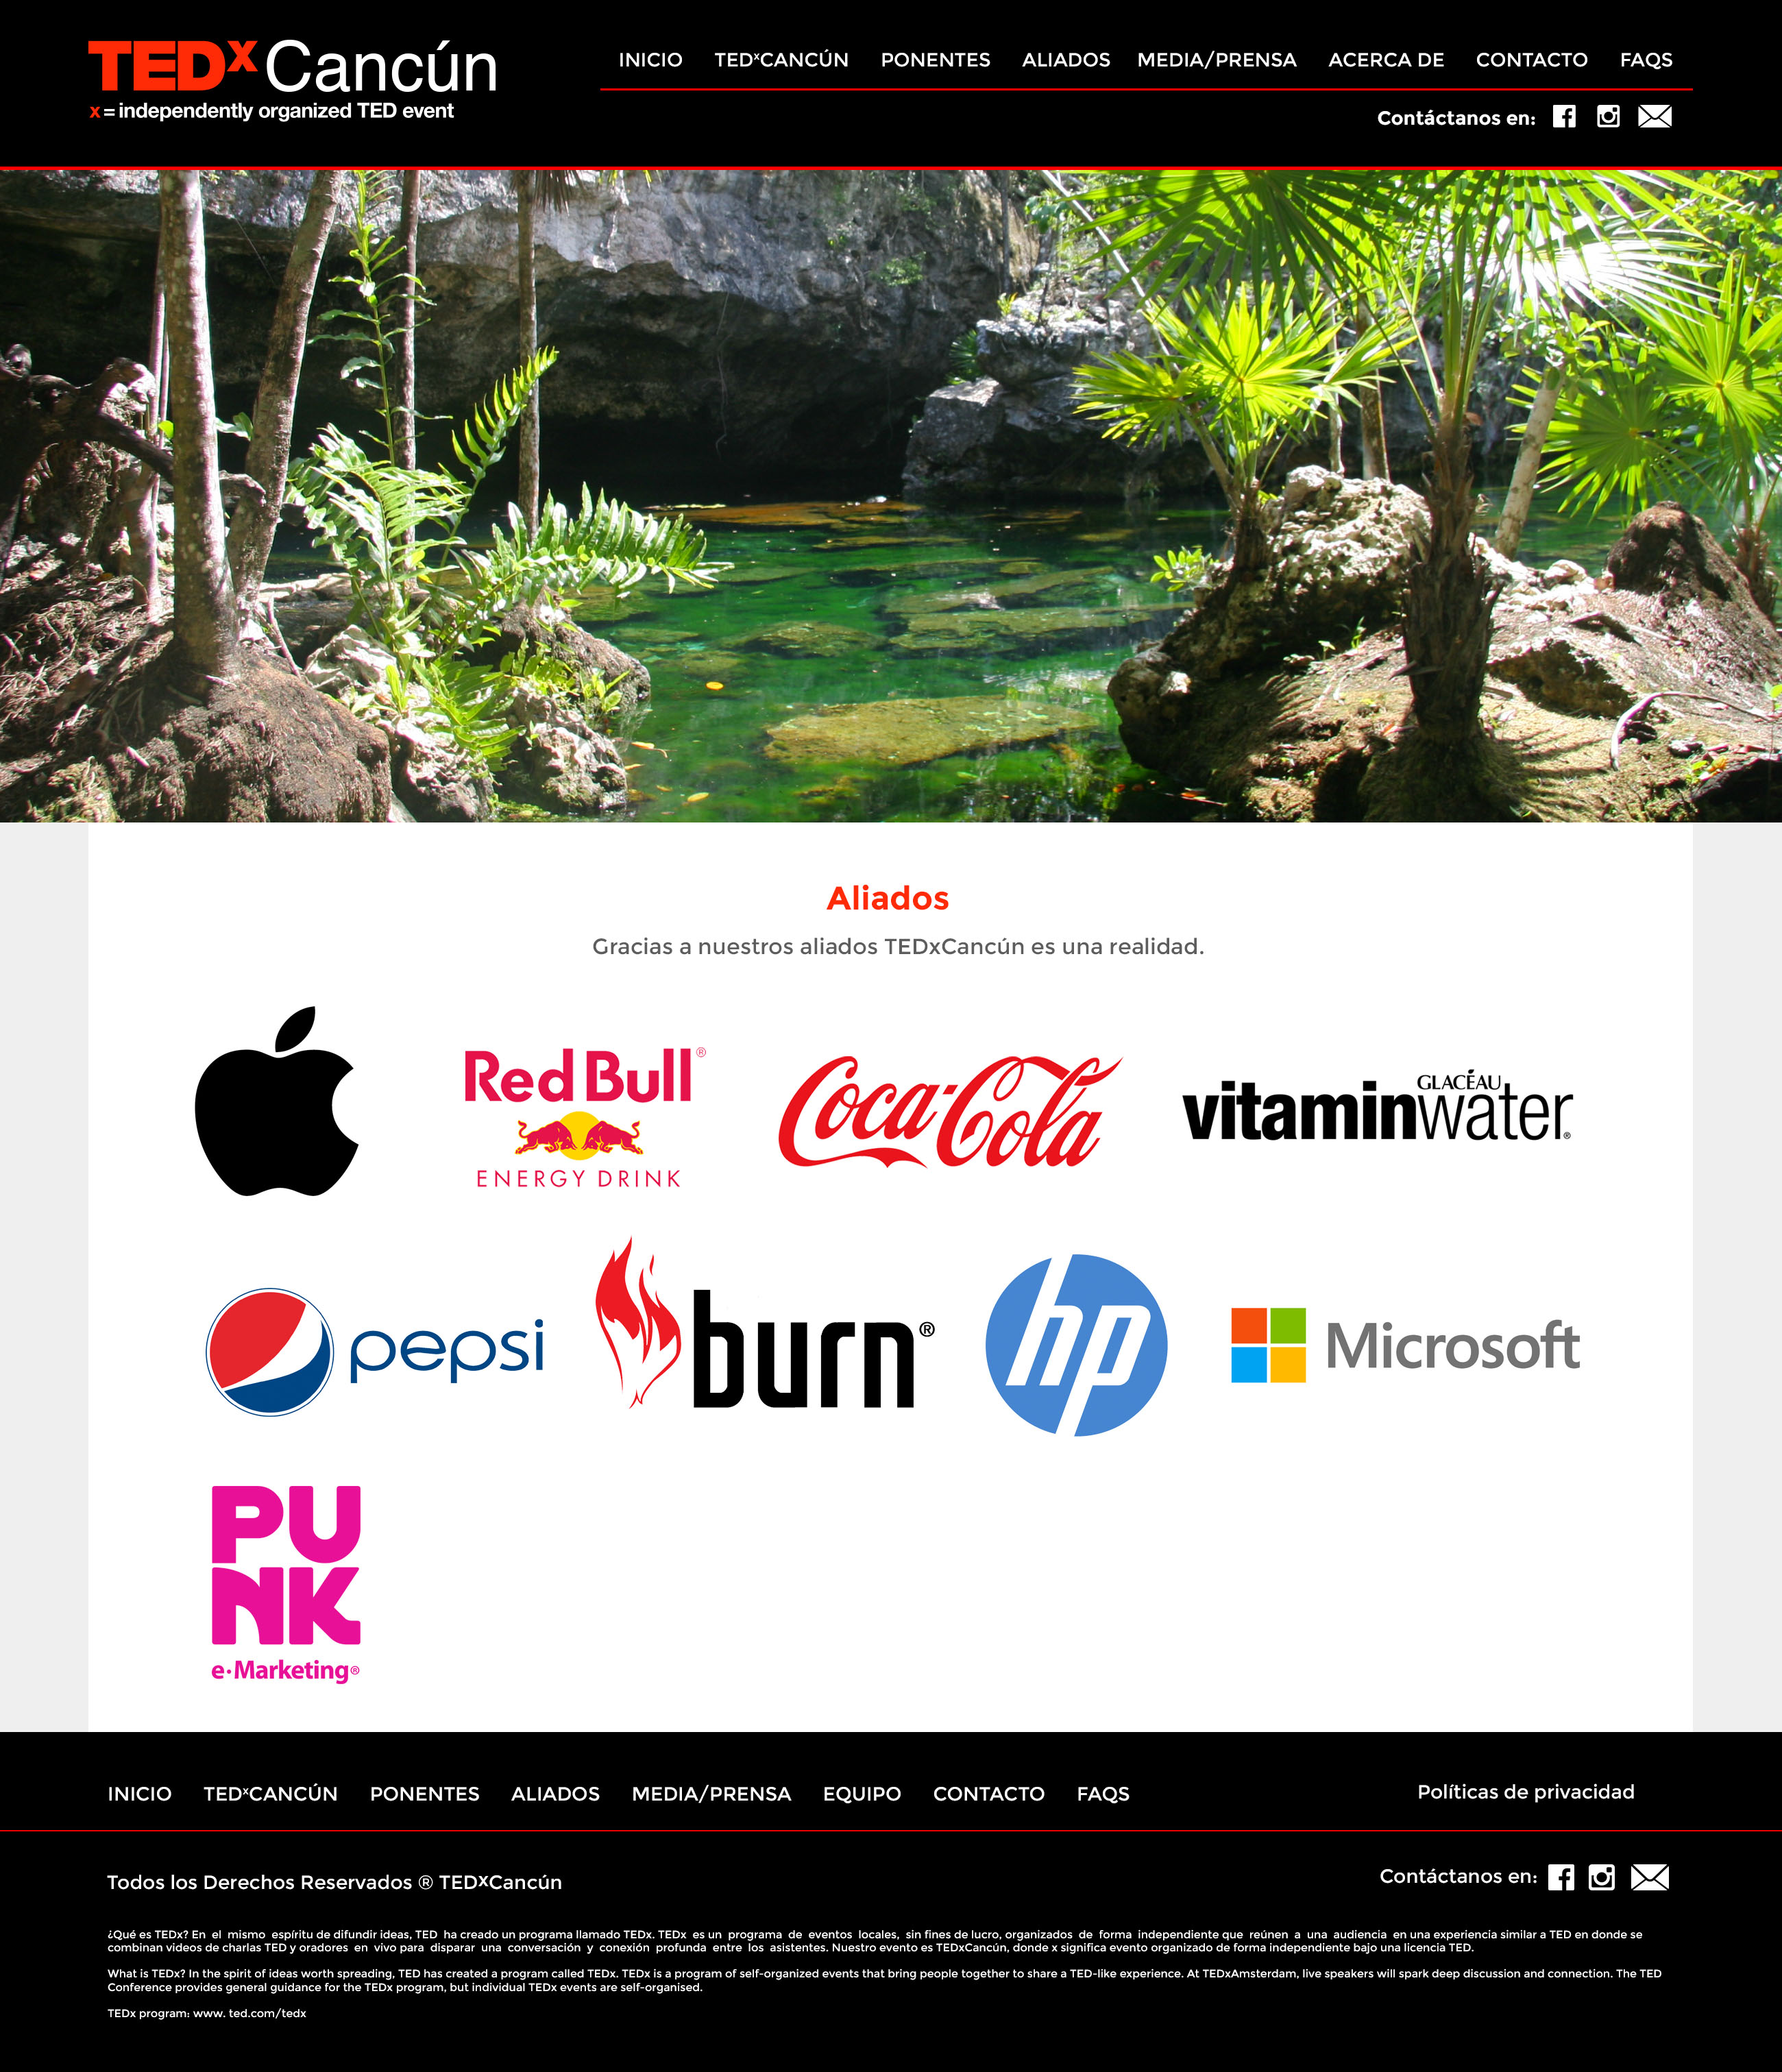 TEDxCancún
x = independently organized TED event
INICIO TEDxCANCÚN PONENTES ALIADOS MEDIA/PRENSA ACERCA DE CONTACTO FAQS
Contáctanos en:
Aliados
Gracias a nuestros aliados TEDxCancún es una realidad.
Red Bull®
ENERGY DRINK
Coca-Cola
GLACÉAU
vitaminwater®
pepsi
burn®
hp
Microsoft
PU
NK
e·Marketing®
INICIO TEDxCANCÚN PONENTES ALIADOS MEDIA/PRENSA EQUIPO CONTACTO FAQS
Políticas de privacidad
Todos los Derechos Reservados ® TEDxCancún
Contáctanos en:
¿Qué es TEDx? En el mismo espíritu de difundir ideas, TED ha creado un programa llamado TEDx. TEDx es un programa de eventos locales, sin fines de lucro, organizados de forma independiente que reúnen a una audiencia en una experiencia similar a TED en donde se
combinan videos de charlas TED y oradores en vivo para disparar una conversación y conexión profunda entre los asistentes. Nuestro evento es TEDxCancún, donde x significa evento organizado de forma independiente bajo una licencia TED.
What is TEDx? In the spirit of ideas worth spreading, TED has created a program called TEDx. TEDx is a program of self-organized events that bring people together to share a TED-like experience. At TEDxAmsterdam, live speakers will spark deep discussion and connection. The TED
Conference provides general guidance for the TEDx program, but individual TEDx events are self-organised.
TEDx program: www. ted.com/tedx